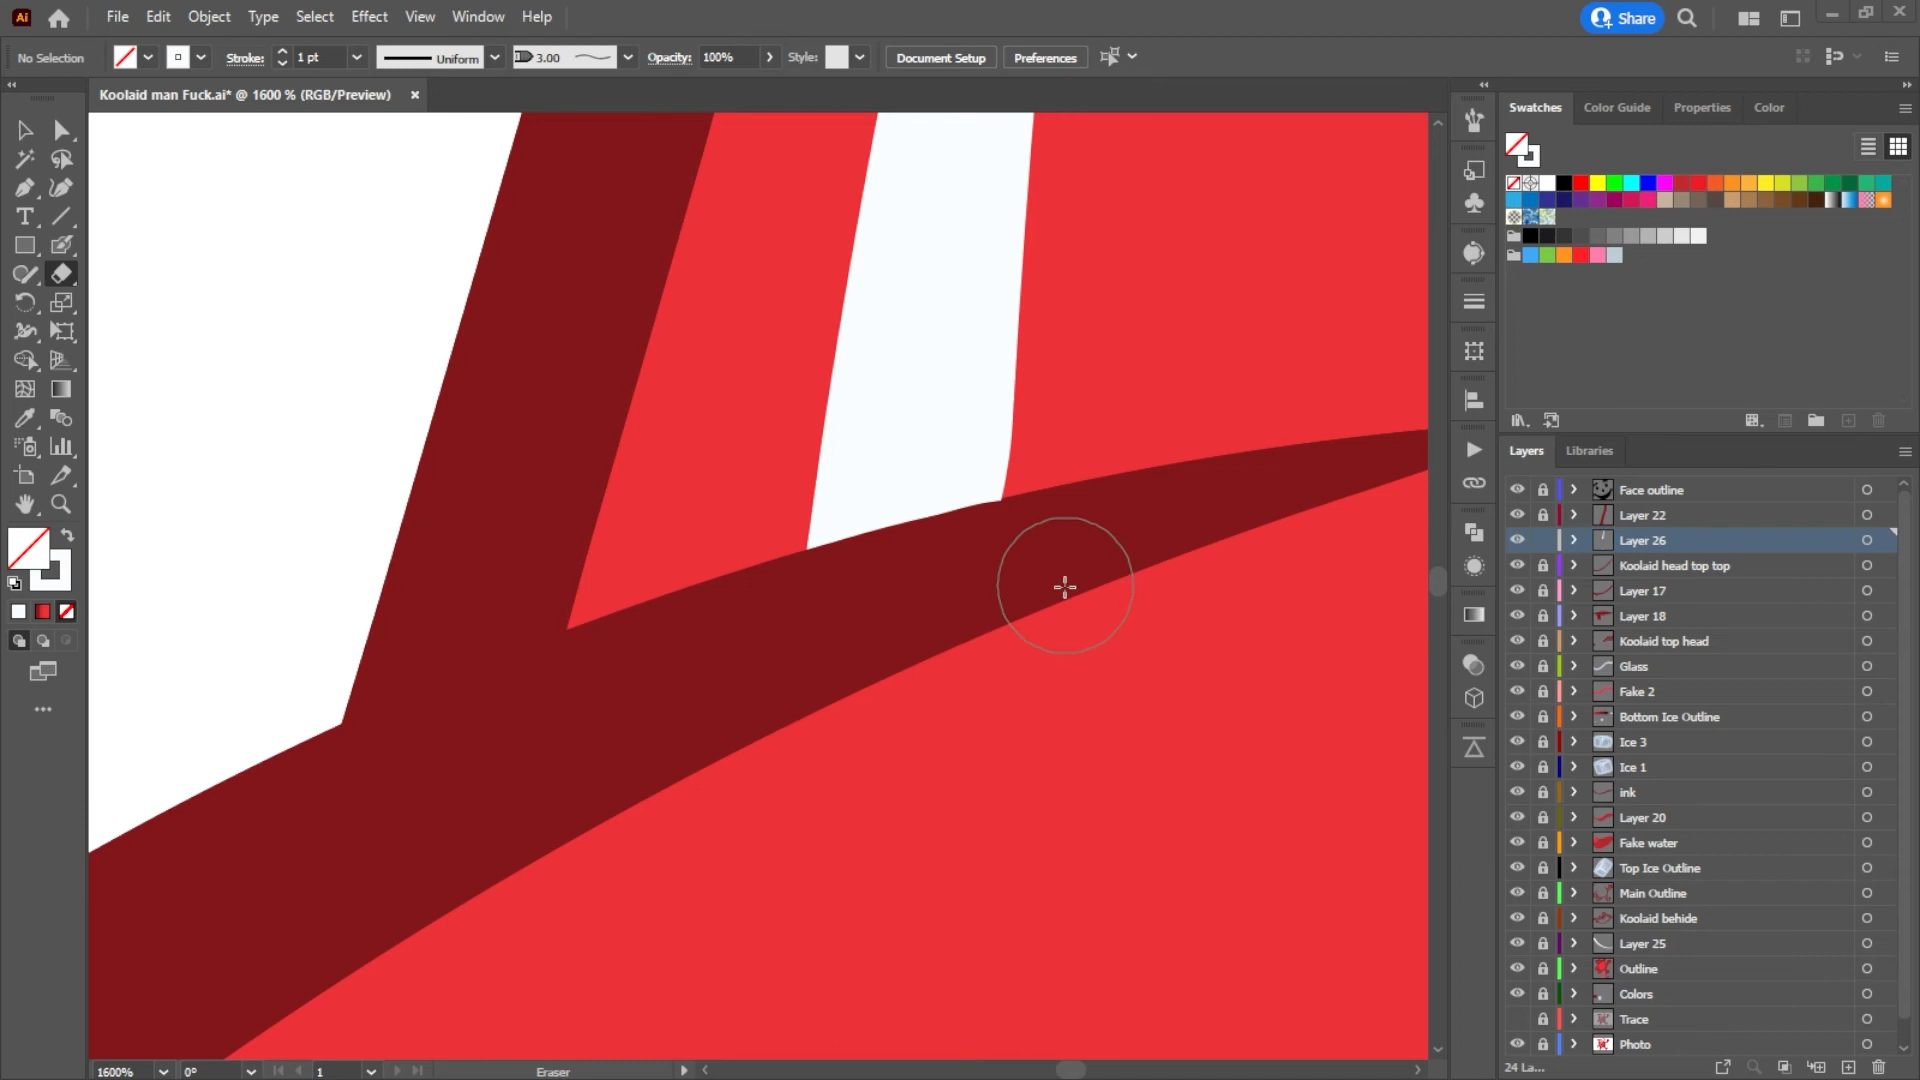 Ai File Edit Object Type Select Effect View Window Help Share
No Selection Stroke: 1 pt Uniform 3.00 Opacity: 100% Style: Document Setup Preferences
Koolaid man Fuck.ai* @ 1600 % (RGB/Preview)
Swatches Color Guide Properties Color
Layers Libraries
Face outline
Layer 22
Layer 26
Koolaid head top top
Layer 17
Layer 18
Koolaid top head
Glass
Fake 2
Bottom Ice Outline
Ice 3
Ice 1
ink
Layer 20
Fake water
Top Ice Outline
Main Outline
Koolaid behide
Layer 25
Outline
Colors
Trace
Photo
1600% 0° 1 Eraser 24 La...